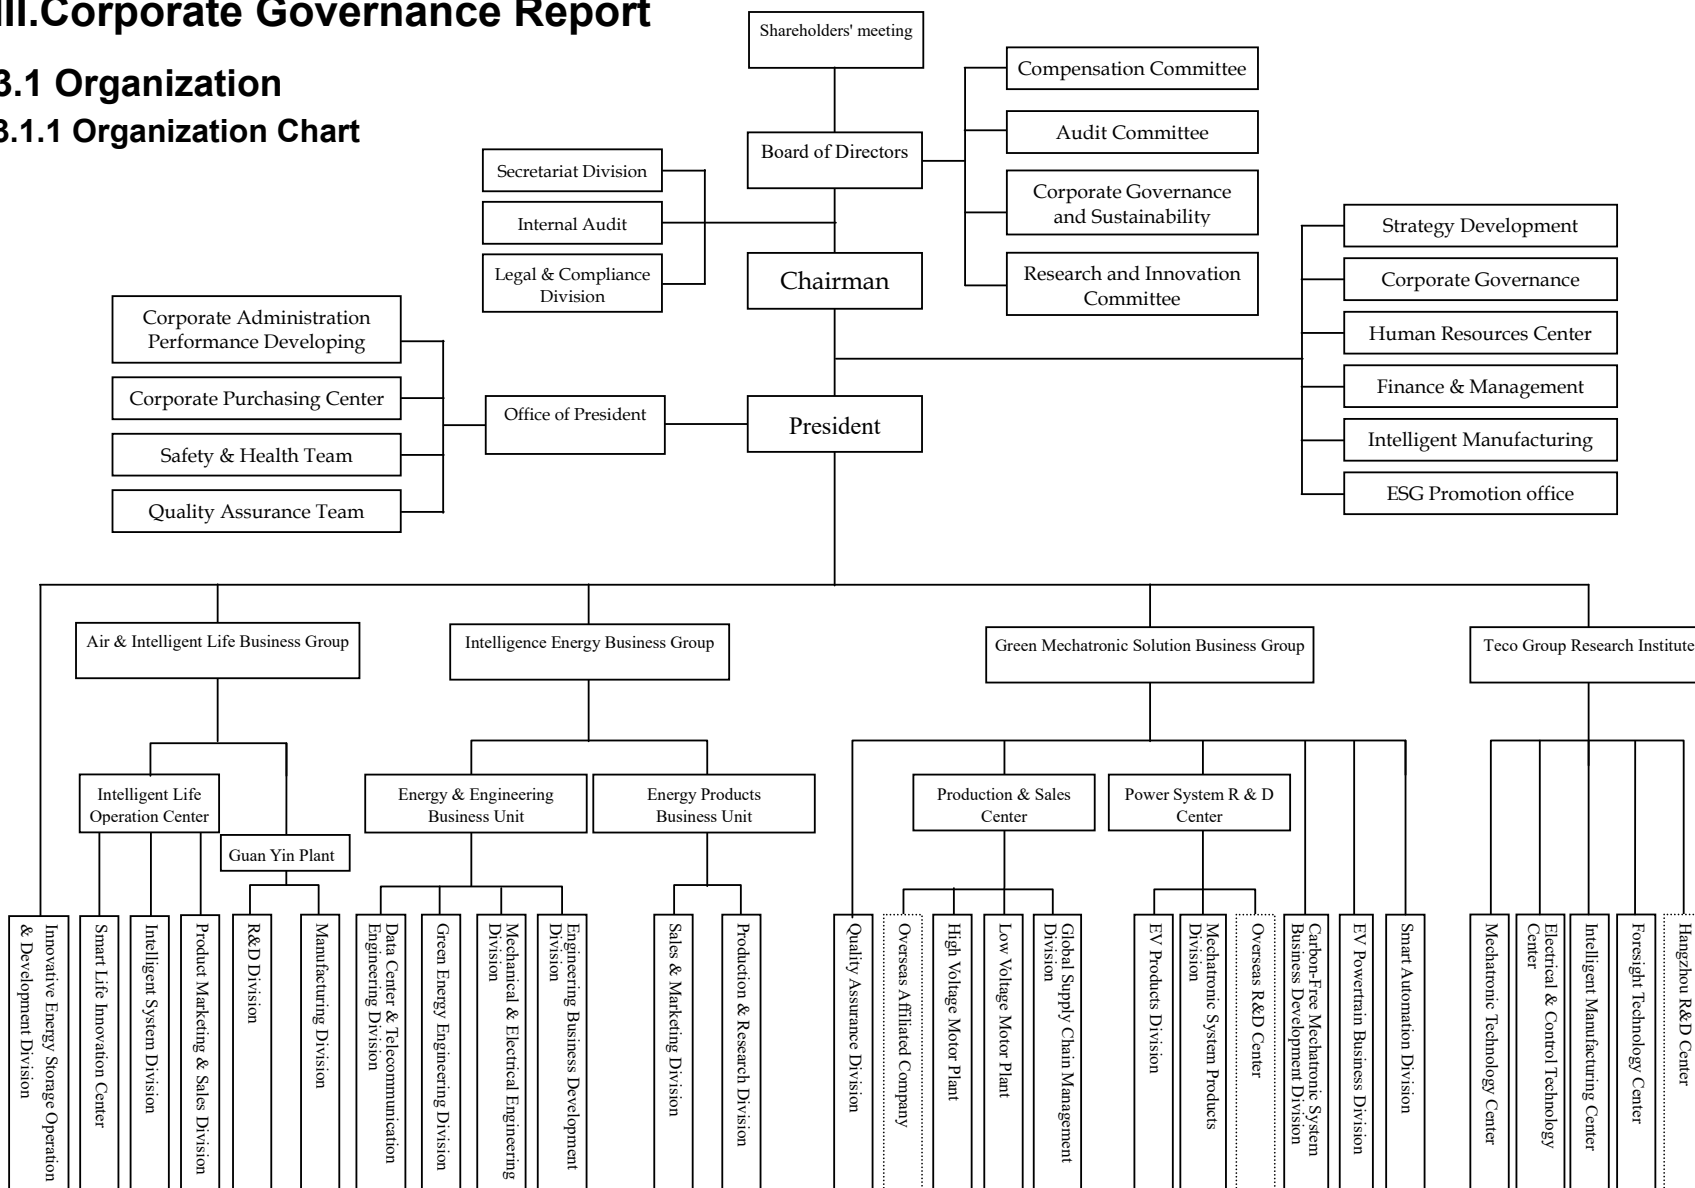 III.Corporate Governance Report
3.1 Organization
3.1.1 Organization Chart
Shareholders' meeting
Board of Directors
Compensation Committee
Audit Committee
Corporate Governance
and Sustainability
Research and Innovation
Committee
Secretariat Division
Internal Audit
Legal & Compliance
Division
Chairman
Strategy Development
Corporate Governance
Human Resources Center
Finance & Management
Intelligent Manufacturing
ESG Promotion office
Corporate Administration
Performance Developing
Corporate Purchasing Center
Safety & Health Team
Quality Assurance Team
Office of President
President
Air & Intelligent Life Business Group
Intelligence Energy Business Group
Green Mechatronic Solution Business Group
Teco Group Research Institute
Intelligent Life
Operation Center
Guan Yin Plant
Energy & Engineering
Business Unit
Energy Products
Business Unit
Production & Sales
Center
Power System R & D
Center
Innovative Energy Storage Operation
& Development Division
Smart Life Innovation Center
Intelligent System Division
Product Marketing & Sales Division
R&D Division
Manufacturing Division
Data Center & Telecommunication
Engineering Division
Green Energy Engineering Division
Mechanical & Electrical Engineering
Division
Engineering Business Development
Division
Sales & Marketing Division
Production & Research Division
Quality Assurance Division
Overseas Affiliated Company
High Voltage Motor Plant
Low Voltage Motor Plant
Global Supply Chain Management
Division
EV Products Division
Mechatronic System Products
Division
Overseas R&D Center
Carbon-Free Mechatronic System
Business Development Division
EV Powertrain Business Division
Smart Automation Division
Mechatronic Technology Center
Electrical & Control Technology
Center
Intelligent Manufacturing Center
Foresight Technology Center
Hangzhou R&D Center